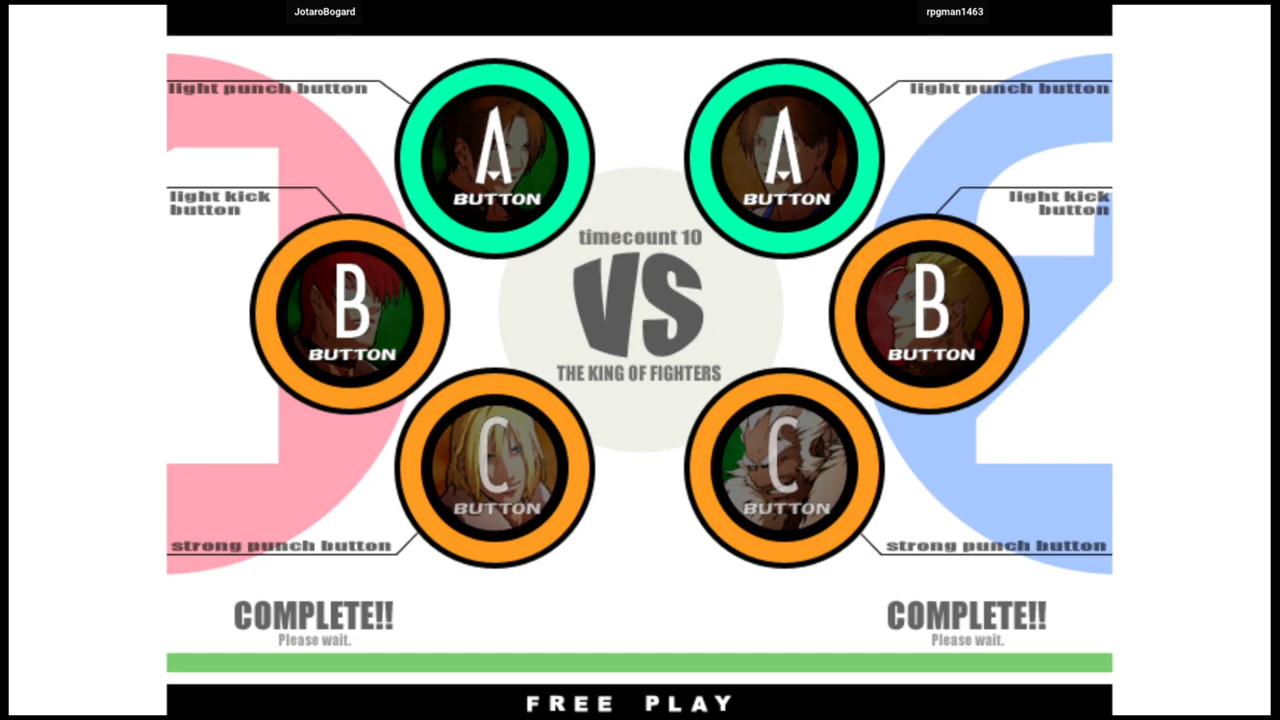 JotaroBogard
rpgman1463
light punch button
light punch button
A
BUTTON
A
BUTTON
light kick
button
light kick
button
B
BUTTON
timecount 10
VS
THE KING OF FIGHTERS
B
BUTTON
C
BUTTON
C
BUTTON
strong punch button
strong punch button
COMPLETE!!
Please wait.
COMPLETE!!
Please wait.
FREE PLAY
1
2